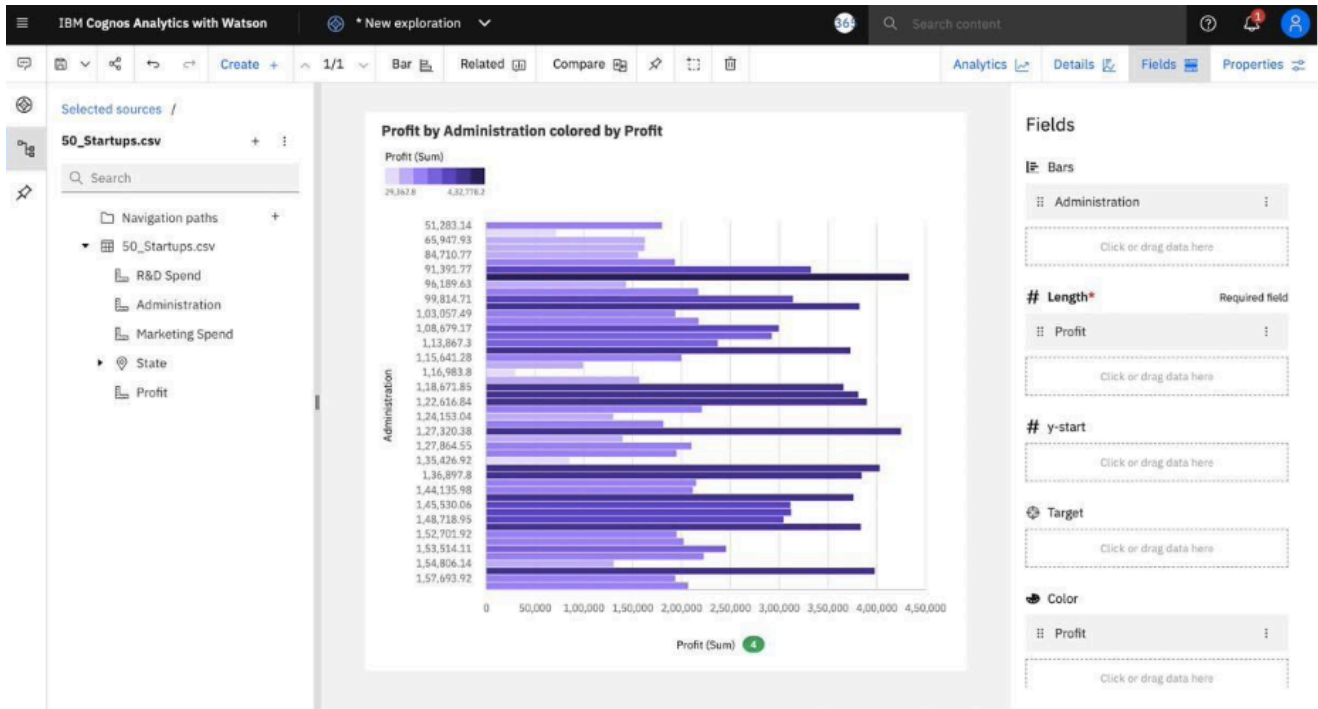 IBM Cognos Analytics with Watson
* New exploration
365
Search content
1
Create +
1/1
Bar
Related
Compare
Analytics
Details
Fields
Properties
Selected sources /
50_Startups.csv
Search
Navigation paths
50_Startups.csv
R&D Spend
Administration
Marketing Spend
State
Profit
Profit by Administration colored by Profit
Profit (Sum)
29,362.8 4,32,778.2
Administration
51,283.14
65,947.93
84,710.77
91,391.77
96,189.63
99,814.71
1,03,057.49
1,08,679.17
1,13,867.3
1,15,641.28
1,16,983.8
1,18,671.85
1,22,616.84
1,24,153.04
1,27,320.38
1,27,864.55
1,35,426.92
1,36,897.8
1,44,135.98
1,45,530.06
1,48,718.95
1,52,701.92
1,53,514.11
1,54,806.14
1,57,693.92
0 50,000 1,00,000 1,50,000 2,00,000 2,50,000 3,00,000 3,50,000 4,00,000 4,50,000
Profit (Sum) 4
Fields
Bars
Administration
Click or drag data here
# Length* Required field
Profit
Click or drag data here
# y-start
Click or drag data here
Target
Click or drag data here
Color
Profit
Click or drag data here